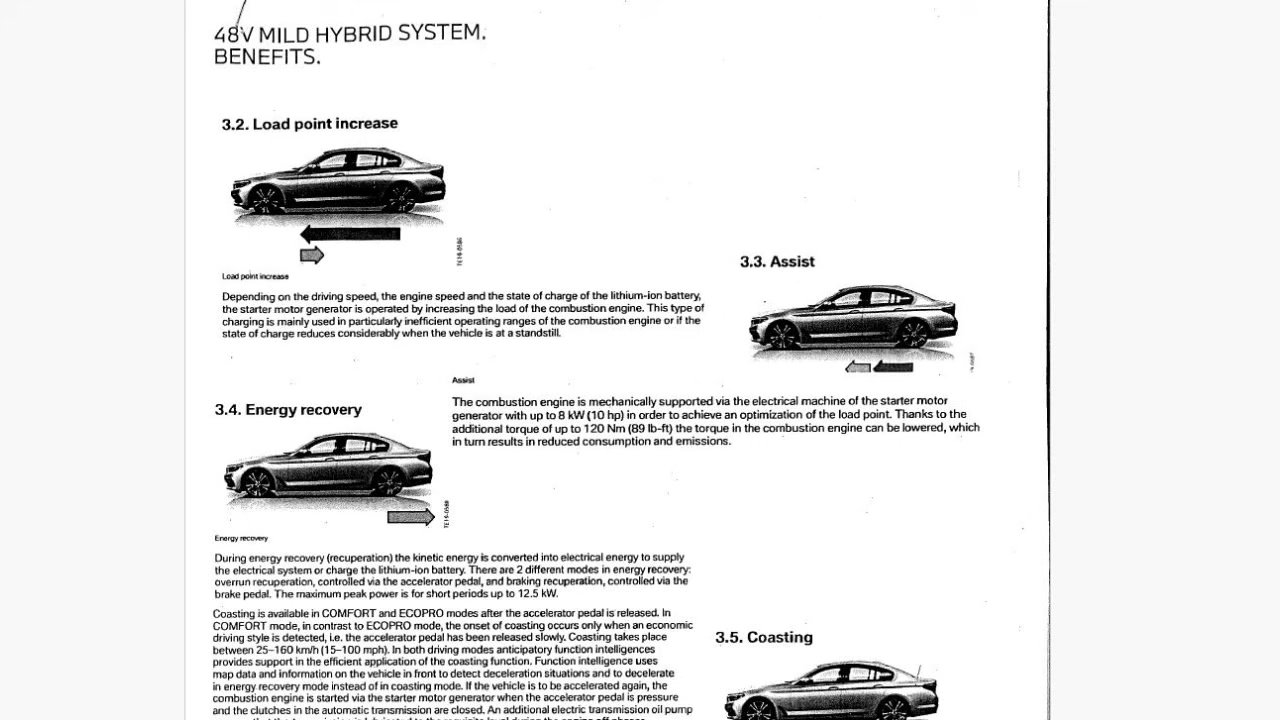 48V MILD HYBRID SYSTEM.
BENEFITS.
3.2. Load point increase
TE18-0586
Load point increase
Depending on the driving speed, the engine speed and the state of charge of the lithium-ion battery,
the starter motor generator is operated by increasing the load of the combustion engine. This type of
charging is mainly used in particularly inefficient operating ranges of the combustion engine or if the
state of charge reduces considerably when the vehicle is at a standstill.
3.3. Assist
Assist
The combustion engine is mechanically supported via the electrical machine of the starter motor
generator with up to 8 kW (10 hp) in order to achieve an optimization of the load point. Thanks to the
additional torque of up to 120 Nm (89 lb-ft) the torque in the combustion engine can be lowered, which
in turn results in reduced consumption and emissions.
3.4. Energy recovery
Energy recovery
During energy recovery (recuperation) the kinetic energy is converted into electrical energy to supply
the electrical system or charge the lithium-ion battery. There are 2 different modes in energy recovery:
overrun recuperation, controlled via the accelerator pedal, and braking recuperation, controlled via the
brake pedal. The maximum peak power is for short periods up to 12.5 kW.
Coasting is available in COMFORT and ECOPRO modes after the accelerator pedal is released. In
COMFORT mode, in contrast to ECOPRO mode, the onset of coasting occurs only when an economic
driving style is detected, i.e. the accelerator pedal has been released slowly. Coasting takes place
between 25–160 km/h (15–100 mph). In both driving modes anticipatory function intelligences
provides support in the efficient application of the coasting function. Function intelligence uses
map data and information on the vehicle in front to detect deceleration situations and to decelerate
in energy recovery mode instead of in coasting mode. If the vehicle is to be accelerated again, the
combustion engine is started via the starter motor generator when the accelerator pedal is pressure
and the clutches in the automatic transmission are closed. An additional electric transmission oil pump
3.5. Coasting